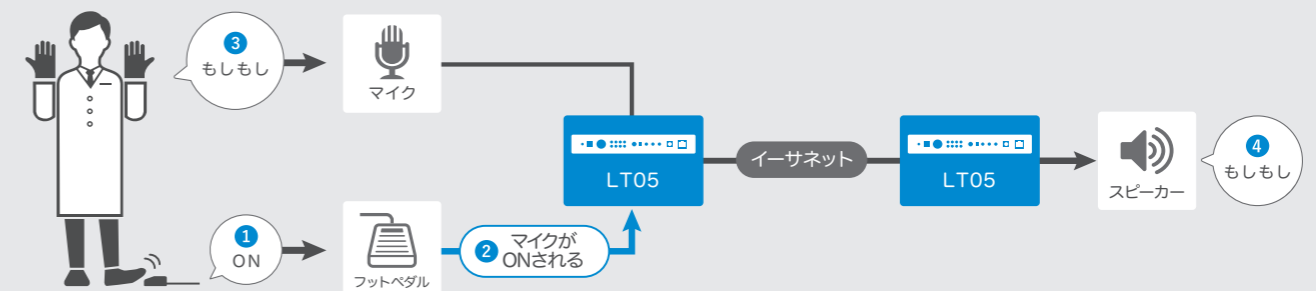 3
もしもし
マイク
LT05
イーサネット
LT05
スピーカー
4
もしもし
1
ON
フットペダル
2
マイクが
ONされる